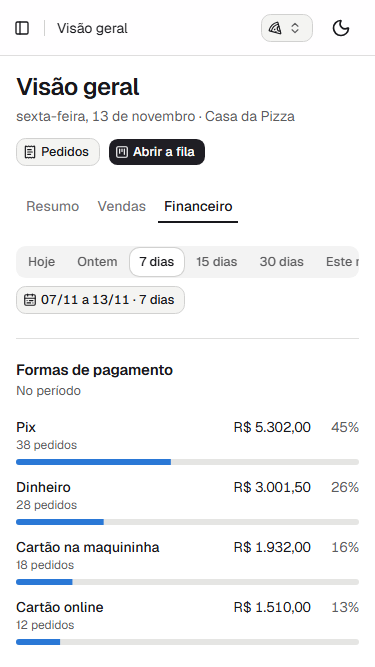 Visão geral
Visão geral
sexta-feira, 13 de novembro · Casa da Pizza
Pedidos
Abrir a fila
Resumo Vendas Financeiro
Hoje Ontem 7 dias 15 dias 30 dias Este
07/11 a 13/11 · 7 dias
Formas de pagamento
No período
Pix R$ 5.302,00 45%
38 pedidos
Dinheiro R$ 3.001,50 26%
28 pedidos
Cartão na maquininha R$ 1.932,00 16%
18 pedidos
Cartão online R$ 1.510,00 13%
12 pedidos